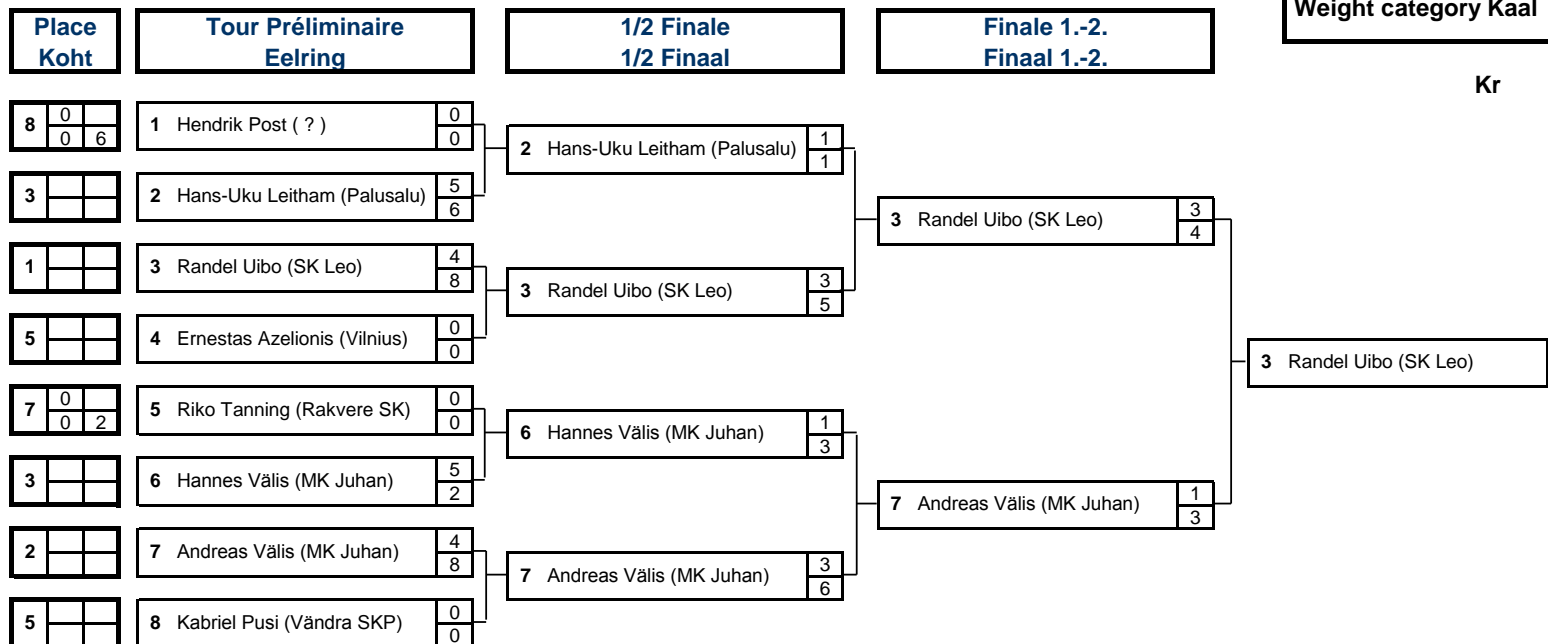 Weight category Kaal
Place Tour Préliminaire 1/2 Finale Finale 1.-2.
Koht Eelring 1/2 Finaal Finaal 1.-2.
Kr
8 0 1 Hendrik Post ( ? ) 0
0 6 0
2 Hans-Uku Leitham (Palusalu) 1
1
3 2 Hans-Uku Leitham (Palusalu) 5
6
3 Randel Uibo (SK Leo) 3
4
1 3 Randel Uibo (SK Leo) 4
8
3 Randel Uibo (SK Leo) 3
5
5 4 Ernestas Azelionis (Vilnius) 0
0
3 Randel Uibo (SK Leo)
7 0 5 Riko Tanning (Rakvere SK) 0
0 2 0
6 Hannes Välis (MK Juhan) 1
3
3 6 Hannes Välis (MK Juhan) 5
2
7 Andreas Välis (MK Juhan) 1
3
2 7 Andreas Välis (MK Juhan) 4
8
7 Andreas Välis (MK Juhan) 3
6
5 8 Kabriel Pusi (Vändra SKP) 0
0